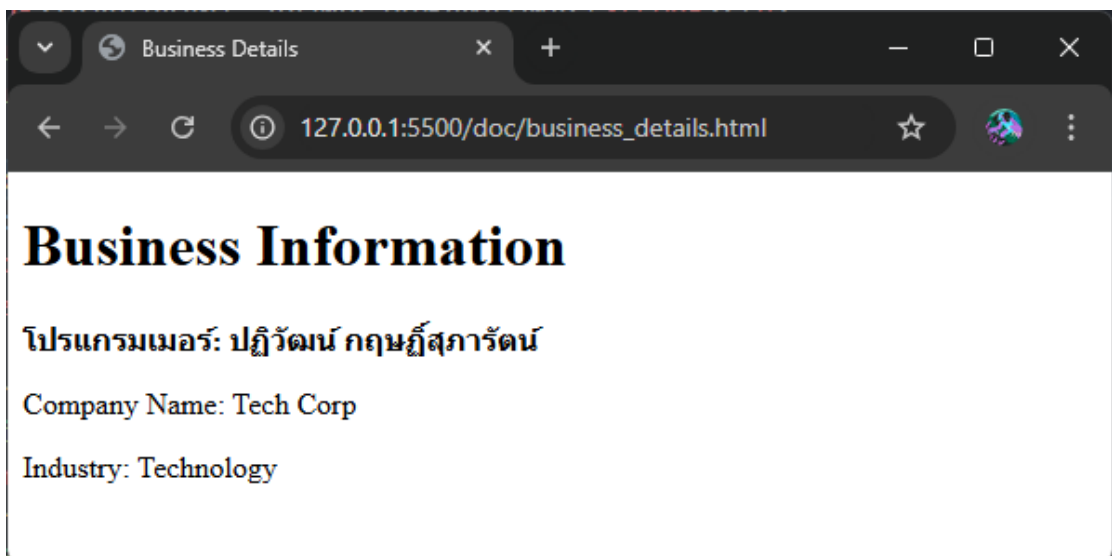 Business Details
127.0.0.1:5500/doc/business_details.html
Business Information
โปรแกรมเมอร์: ปฏิวัฒน์ กฤษฏิ์สุภารัตน์
Company Name: Tech Corp
Industry: Technology